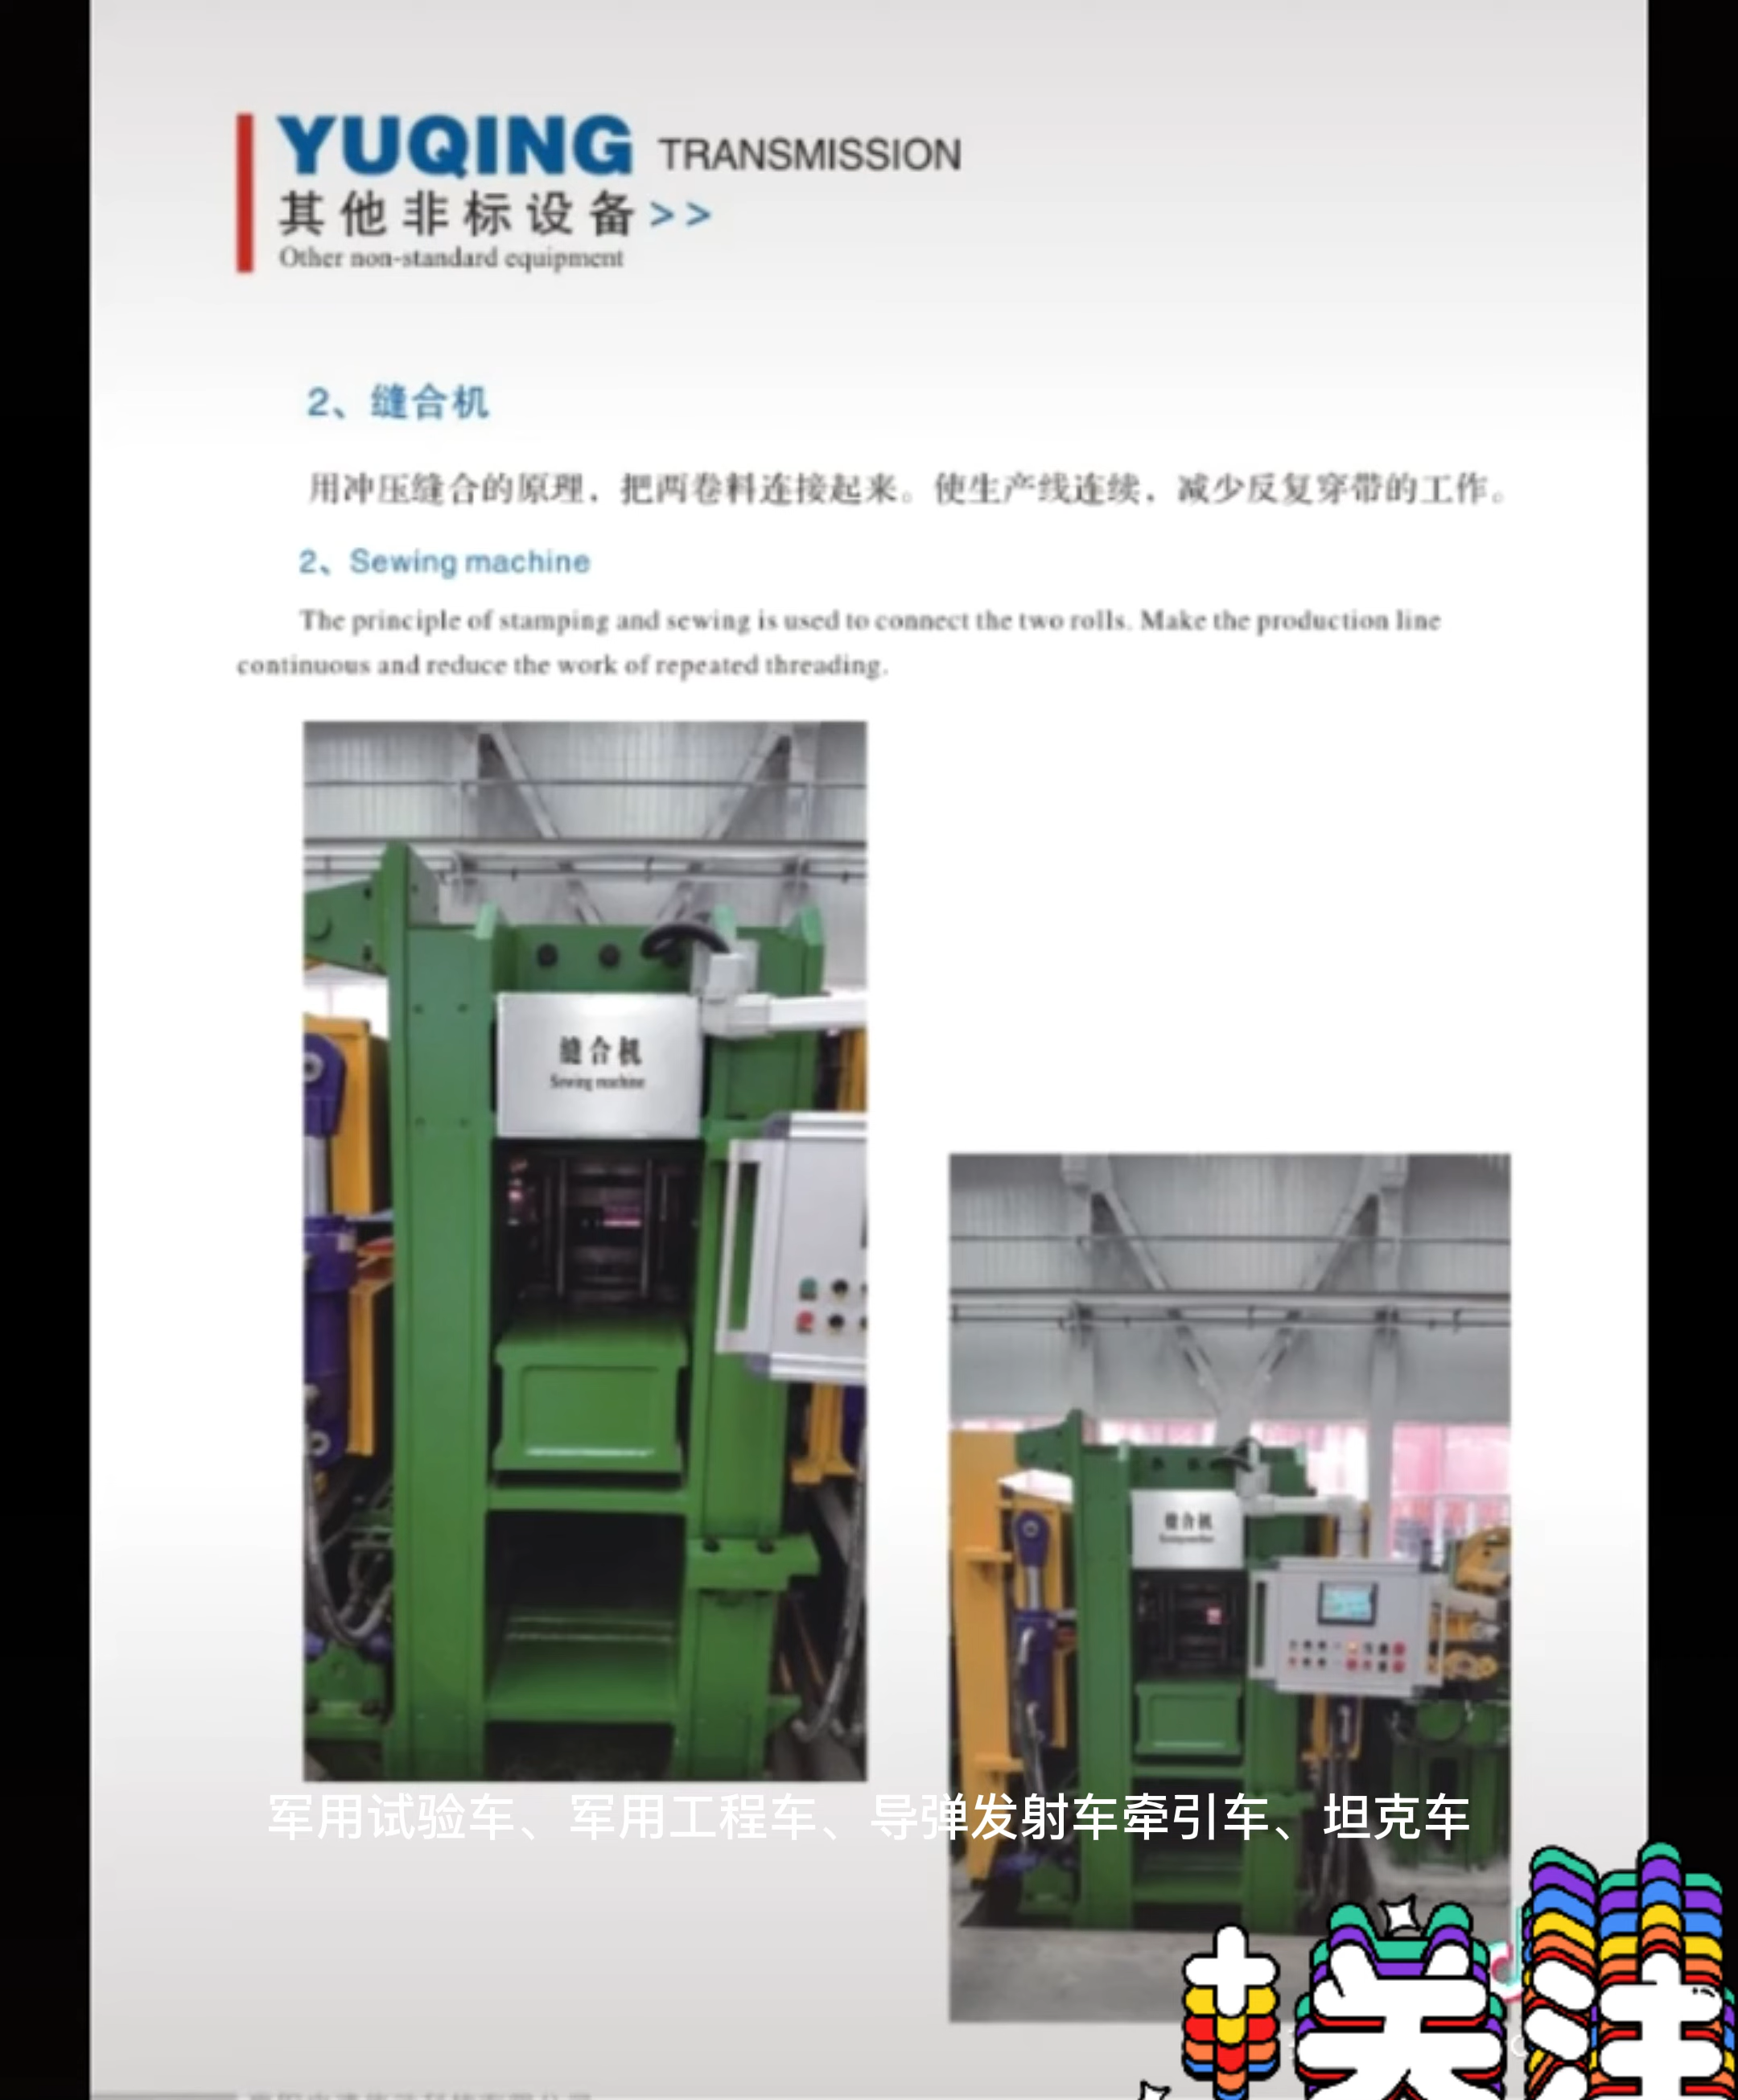 YUQING TRANSMISSION
其他非标设备>>
Other non-standard equipment
2、缝合机
用冲压缝合的原理，把两卷料连接起来。使生产线连续，减少反复穿带的工作。
2、Sewing machine
The principle of stamping and sewing is used to connect the two rolls. Make the production line
continuous and reduce the work of repeated threading.
缝合机
Sewing machine
缝合机
军用试验车、军用工程车、导弹发射车牵引车、坦克车
+关注